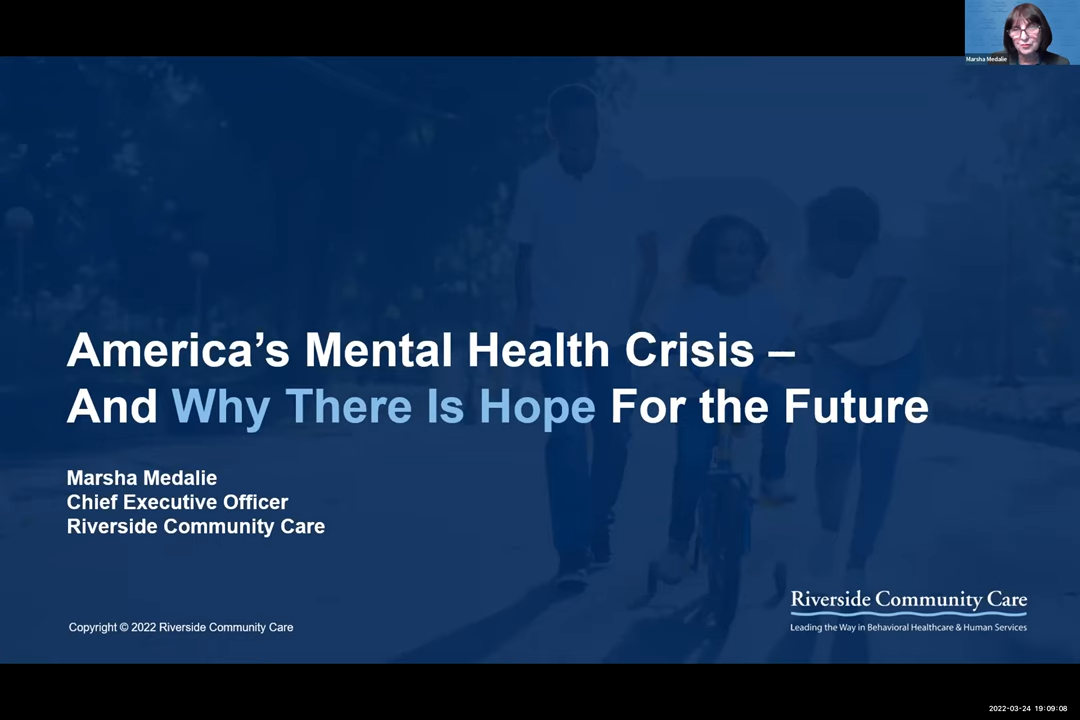 Marsha Medalie
America's Mental Health Crisis –
And Why There Is Hope For the Future
Marsha Medalie
Chief Executive Officer
Riverside Community Care
Riverside Community Care
Leading the Way in Behavioral Healthcare & Human Services
Copyright © 2022 Riverside Community Care
2022-03-24 19:09:08